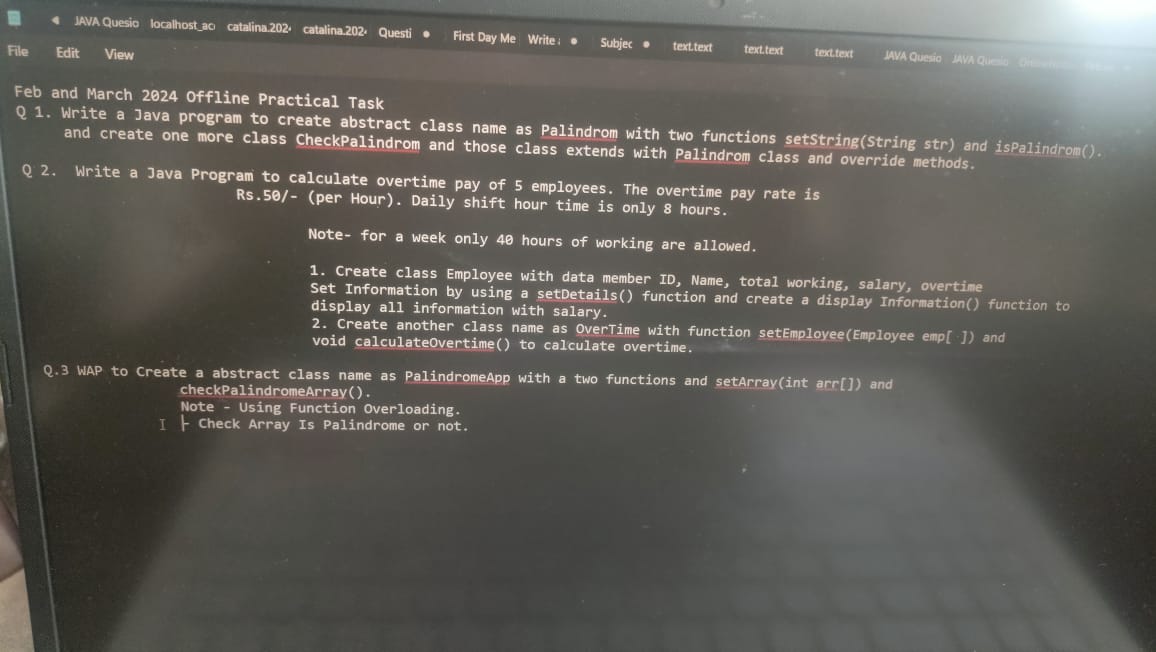 JAVA Quesio localhost_ac catalina.202 catalina.202 Questi First Day Me Write Subjec text.text text.text text.text JAVA Quesio JAVA Quesio
File Edit View
Feb and March 2024 Offline Practical Task
Q 1. Write a Java program to create abstract class name as Palindrom with two functions setString(String str) and isPalindrom().
and create one more class CheckPalindrom and those class extends with Palindrom class and override methods.
Q 2. Write a Java Program to calculate overtime pay of 5 employees. The overtime pay rate is
Rs.50/- (per Hour). Daily shift hour time is only 8 hours.
Note- for a week only 40 hours of working are allowed.
1. Create class Employee with data member ID, Name, total working, salary, overtime
Set Information by using a setDetails() function and create a display Information() function to
display all information with salary.
2. Create another class name as OverTime with function setEmployee(Employee emp[ ]) and
void calculateOvertime() to calculate overtime.
Q.3 WAP to Create a abstract class name as PalindromeApp with a two functions and setArray(int arr[]) and
checkPalindromeArray().
Note - Using Function Overloading.
- Check Array Is Palindrome or not.